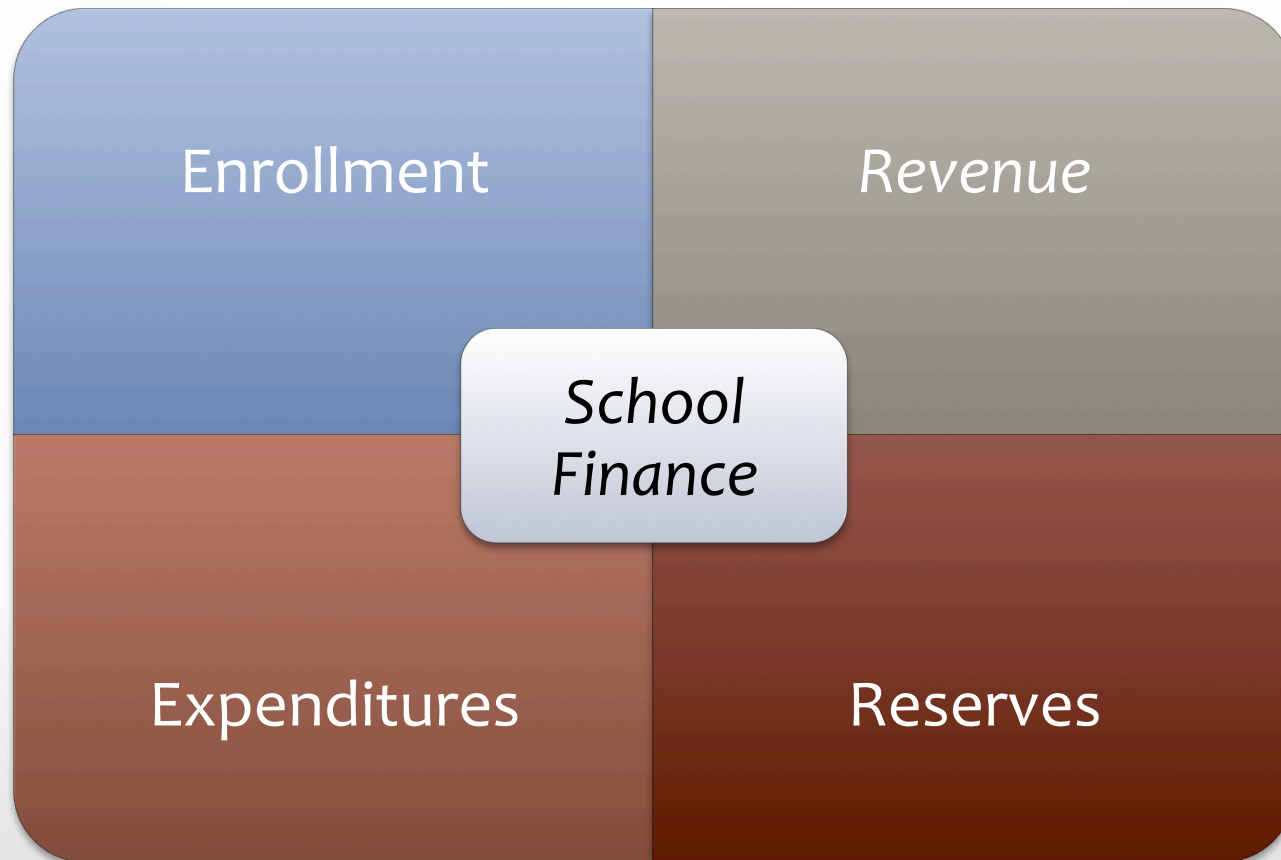 Enrollment
Revenue
School
Finance
Expenditures
Reserves